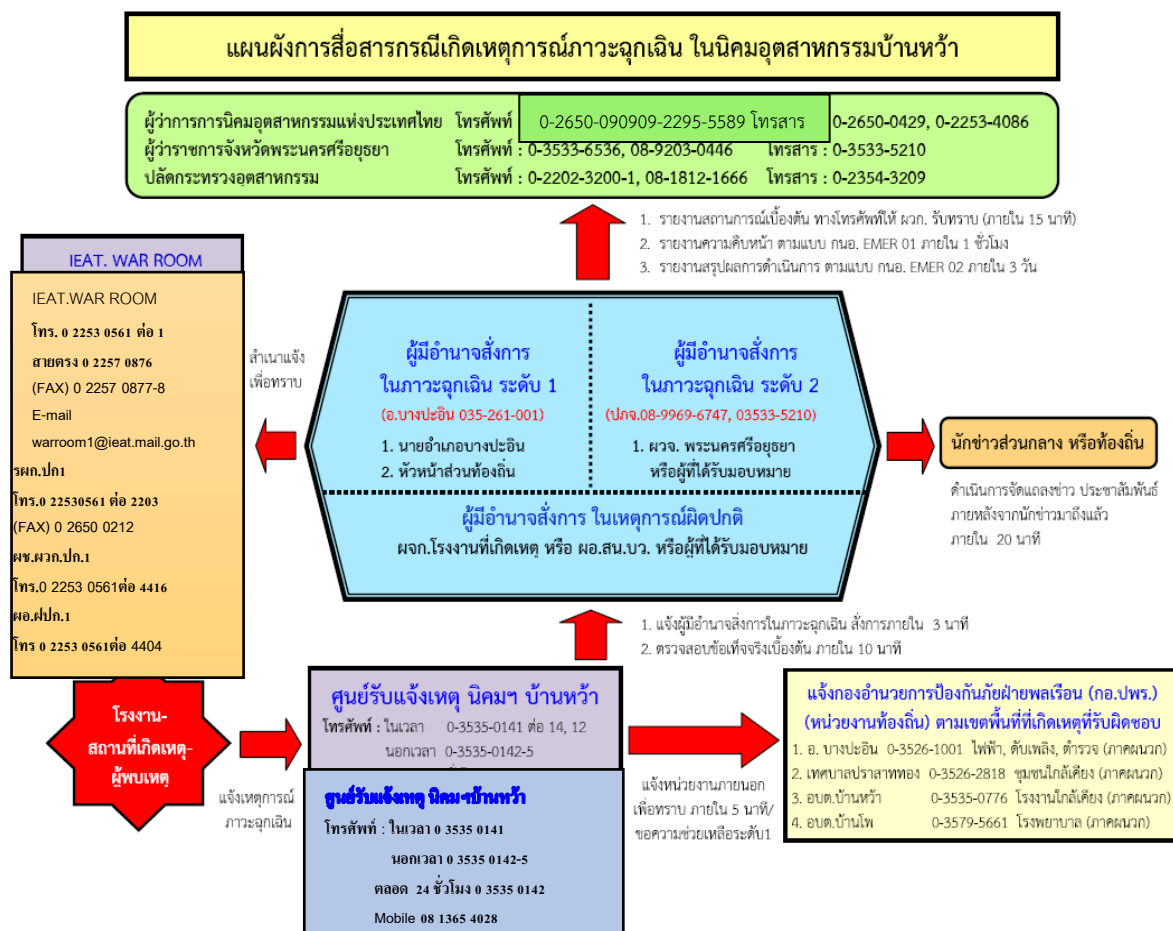 แผนผังการสื่อสารกรณีเกิดเหตุการณ์ภาวะฉุกเฉิน ในนิคมอุตสาหกรรมบ้านหว้า
ผู้ว่าการการนิคมอุตสาหกรรมแห่งประเทศไทย โทรศัพท์ 0-2650-090909-2295-5589 โทรสาร 0-2650-0429, 0-2253-4086
ผู้ว่าราชการจังหวัดพระนครศรีอยุธยา โทรศัพท์ : 0-3533-6536, 08-9203-0446 โทรสาร : 0-3533-5210
ปลัดกระทรวงอุตสาหกรรม โทรศัพท์ : 0-2202-3200-1, 08-1812-1666 โทรสาร : 0-2354-3209
1. รายงานสถานการณ์เบื้องต้น ทางโทรศัพท์ให้ ผวก. รับทราบ (ภายใน 15 นาที)
2. รายงานความคืบหน้า ตามแบบ กนอ. EMER 01 ภายใน 1 ชั่วโมง
3. รายงานสรุปผลการดำเนินการ ตามแบบ กนอ. EMER 02 ภายใน 3 วัน
IEAT. WAR ROOM
IEAT.WAR ROOM
โทร. 0 2253 0561 ต่อ 1
สายตรง 0 2257 0876
(FAX) 0 2257 0877-8
E-mail
warroom1@ieat.mail.go.th
รผก.ปก1
โทร.0 22530561 ต่อ 2203
(FAX) 0 2650 0212
ผช.ผวก.ปก.1
โทร.0 2253 0561ต่อ 4416
ผอ.ฝปก.1
โทร 0 2253 0561ต่อ 4404
สำเนาแจ้ง
เพื่อทราบ
ผู้มีอำนาจสั่งการ
ในภาวะฉุกเฉิน ระดับ 1
(อ.บางปะอิน 035-261-001)
1. นายอำเภอบางปะอิน
2. หัวหน้าส่วนท้องถิ่น
ผู้มีอำนาจสั่งการ
ในภาวะฉุกเฉิน ระดับ 2
(ปภจ.08-9969-6747, 03533-5210)
1. ผวจ. พระนครศรีอยุธยา
หรือผู้ที่ได้รับมอบหมาย
ผู้มีอำนาจสั่งการ ในเหตุการณ์ผิดปกติ
ผจก.โรงงานที่เกิดเหตุ หรือ ผอ.สน.บว. หรือผู้ที่ได้รับมอบหมาย
นักข่าวส่วนกลาง หรือท้องถิ่น
ดำเนินการจัดแถลงข่าว ประชาสัมพันธ์
ภายหลังจากนักข่าวมาถึงแล้ว
ภายใน 20 นาที
1. แจ้งผู้มีอำนาจสิ่งการในภาวะฉุกเฉิน สั่งการภายใน 3 นาที
2. ตรวจสอบข้อเท็จจริงเบื้องต้น ภายใน 10 นาที
โรงงาน-
สถานที่เกิดเหตุ-
ผู้พบเหตุ
แจ้งเหตุการณ์
ภาวะฉุกเฉิน
ศูนย์รับแจ้งเหตุ นิคมฯ บ้านหว้า
โทรศัพท์ : ในเวลา 0-3535-0141 ต่อ 14, 12
นอกเวลา 0-3535-0142-5
ศูนย์รับแจ้งเหตุ นิคมฯบ้านหว้า
โทรศัพท์ : ในเวลา 0 3535 0141
นอกเวลา 0 3535 0142-5
ตลอด 24 ชั่วโมง 0 3535 0142
Mobile 08 1365 4028
แจ้งหน่วยงานภายนอก
เพื่อทราบ ภายใน 5 นาที/
ขอความช่วยเหลือระดับ1
แจ้งกองอำนวยการป้องกันภัยฝ่ายพลเรือน (กอ.ปพร.)
(หน่วยงานท้องถิ่น) ตามเขตพื้นที่ที่เกิดเหตุที่รับผิดชอบ
1. อ. บางปะอิน 0-3526-1001 ไฟฟ้า, ดับเพลิง, ตำรวจ (ภาคผนวก)
2. เทศบาลปราสาททอง 0-3526-2818 ชุมชนใกล้เคียง (ภาคผนวก)
3. อบต.บ้านหว้า 0-3535-0776 โรงงานใกล้เคียง (ภาคผนวก)
4. อบต.บ้านโพ 0-3579-5661 โรงพยาบาล (ภาคผนวก)